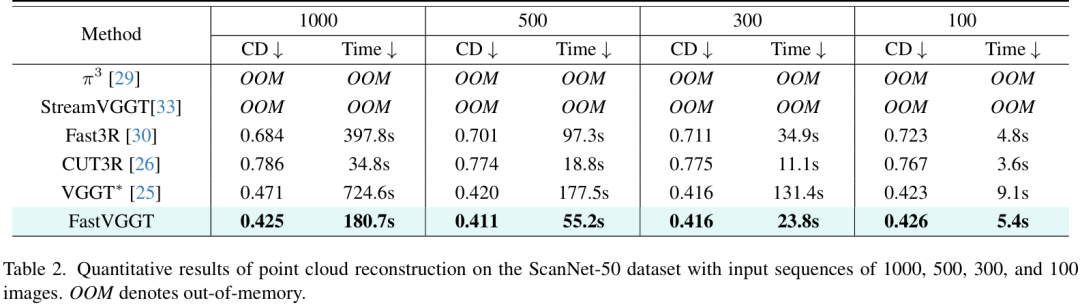 Method 1000 500 300 100
CD ↓ Time ↓ CD ↓ Time ↓ CD ↓ Time ↓ CD ↓ Time ↓
π³ [29] OOM OOM OOM OOM OOM OOM OOM OOM
StreamVGGT[33] OOM OOM OOM OOM OOM OOM OOM OOM
Fast3R [30] 0.684 397.8s 0.701 97.3s 0.711 34.9s 0.723 4.8s
CUT3R [26] 0.786 34.8s 0.774 18.8s 0.775 11.1s 0.767 3.6s
VGGT* [25] 0.471 724.6s 0.420 177.5s 0.416 131.4s 0.423 9.1s
FastVGGT 0.425 180.7s 0.411 55.2s 0.416 23.8s 0.426 5.4s
Table 2. Quantitative results of point cloud reconstruction on the ScanNet-50 dataset with input sequences of 1000, 500, 300, and 100
images. OOM denotes out-of-memory.